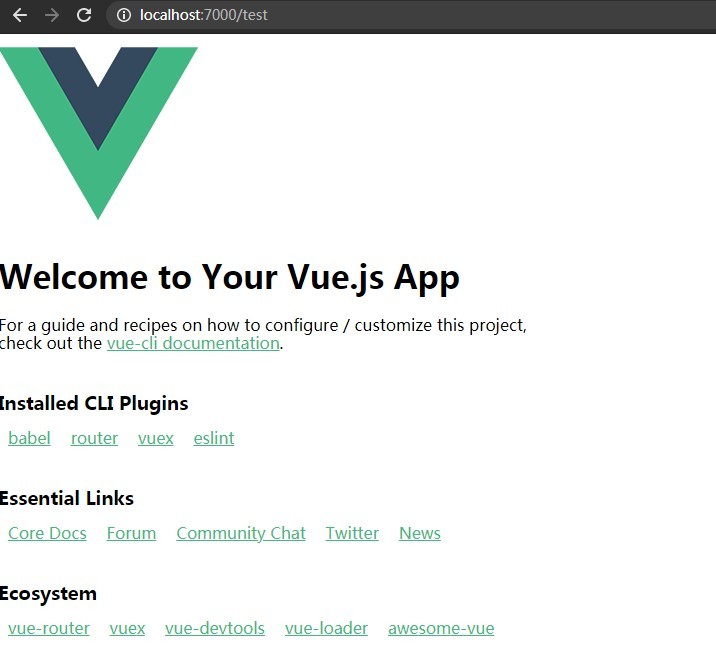 localhost:7000/test
Welcome to Your Vue.js App
For a guide and recipes on how to configure / customize this project,
check out the vue-cli documentation.
Installed CLI Plugins
babel router vuex eslint
Essential Links
Core Docs Forum Community Chat Twitter News
Ecosystem
vue-router vuex vue-devtools vue-loader awesome-vue